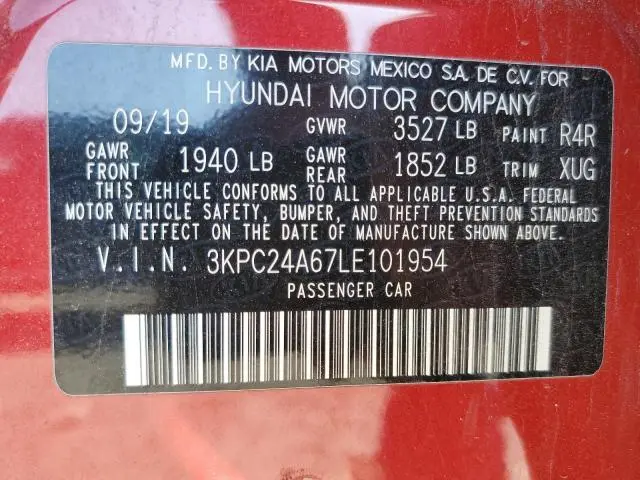 MFD. BY KIA MOTORS MEXICO S.A. DE C.V. FOR
HYUNDAI MOTOR COMPANY
09/19 GVWR 3527 LB PAINT R4R
GAWR FRONT 1940 LB GAWR REAR 1852 LB TRIM XUG
THIS VEHICLE CONFORMS TO ALL APPLICABLE U.S.A. FEDERAL
MOTOR VEHICLE SAFETY, BUMPER, AND THEFT PREVENTION STANDARDS
IN EFFECT ON THE DATE OF MANUFACTURE SHOWN ABOVE
V.I.N. 3KPC24A67LE101954
PASSENGER CAR